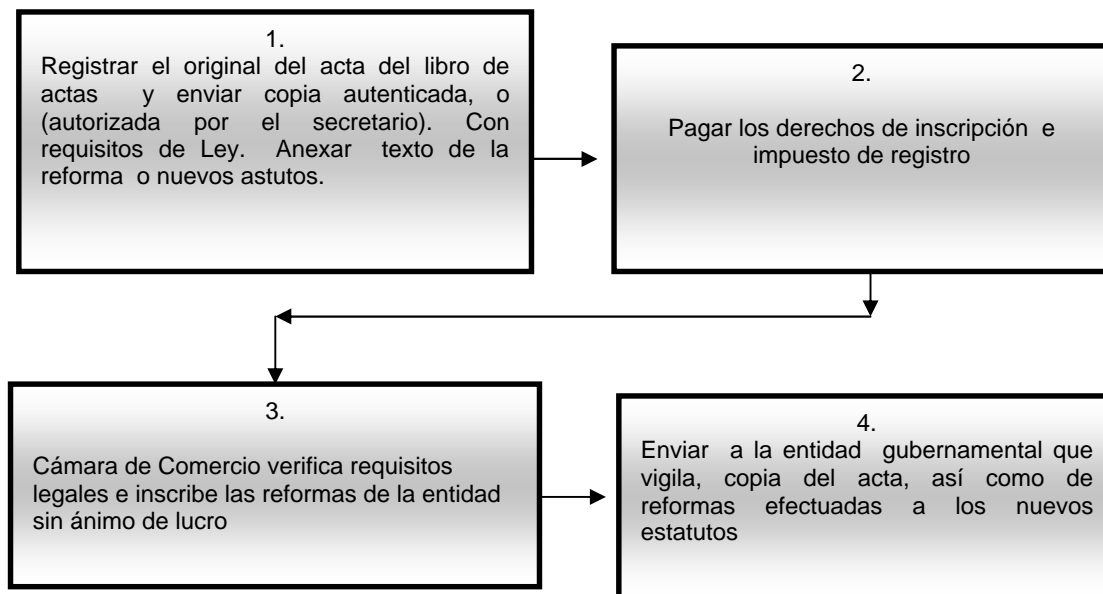 1.
Registrar el original del acta del libro de
actas y enviar copia autenticada, o
(autorizada por el secretario). Con
requisitos de Ley. Anexar texto de la
reforma o nuevos astutos.
2.
Pagar los derechos de inscripción e
impuesto de registro
3.
Cámara de Comercio verifica requisitos
legales e inscribe las reformas de la entidad
sin ánimo de lucro
4.
Enviar a la entidad gubernamental que
vigila, copia del acta, así como de
reformas efectuadas a los nuevos
estatutos